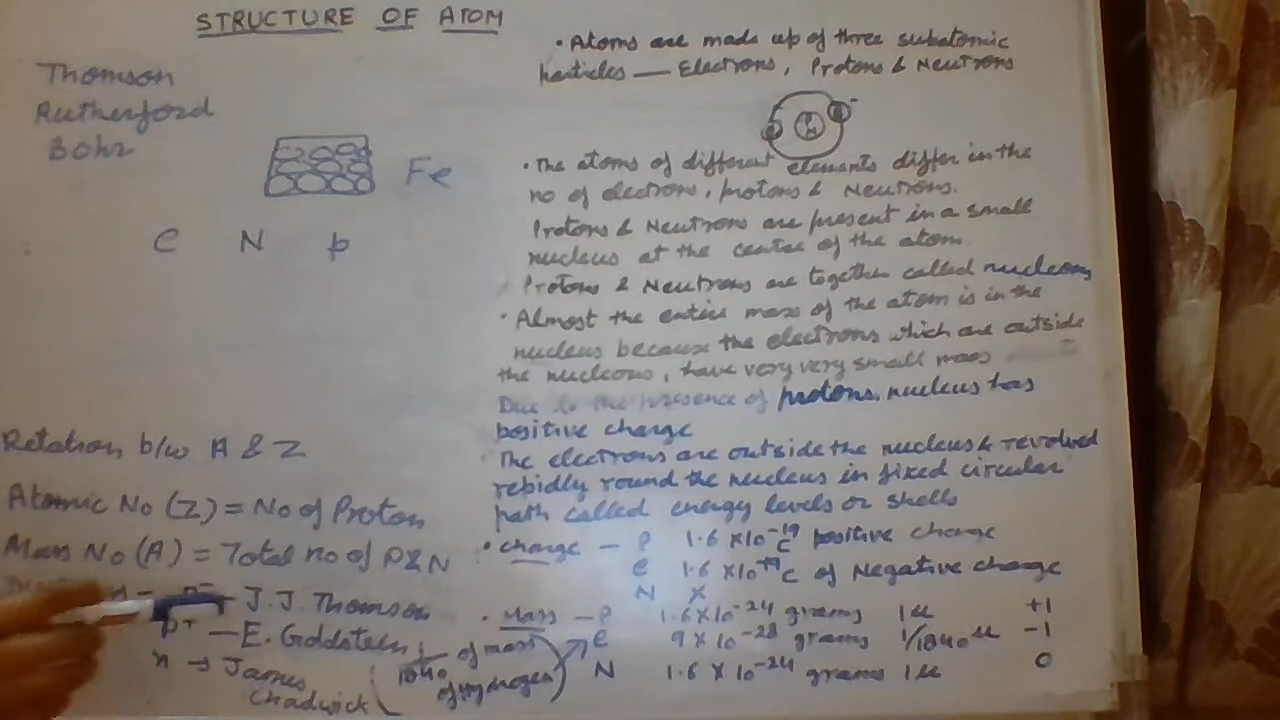 STRUCTURE OF ATOM
Thomson
Rutherford
Bohr
Fe
e N p
Relation b/w A & Z
Atomic No (Z) = No of Proton
Mass No (A) = Total no of P & N
J.J. Thomson
p+ — E. Goldstein
n → James
Chadwick
1/1840 of mass
of Hydrogen
• Atoms are made up of three subatomic
particles — Electrons, Protons & Neutrons
P
N
• The atoms of different elements differ in the
no of electrons, protons & Neutrons.
Protons & Neutrons are present in a small
nucleus at the centre of the atom.
Protons & Neutrons are together called nucleons
• Almost the entire mass of the atom is in the
nucleus because the electrons which are outside
the nucleons, have very very small mass
Due to the presence of protons, nucleus has
positive charge
The electrons are outside the nucleus & revolved
rebidly round the nucleus in fixed circular
path called energy levels or shells
• Charge — P 1.6 X 10-19 C positive charge
e 1.6 X 10-19 C of Negative charge
N X
• Mass — P 1.6 X 10-24 grams 1u +1
e 9 X 10-28 grams 1/1840 u -1
N 1.6 X 10-24 grams 1u 0